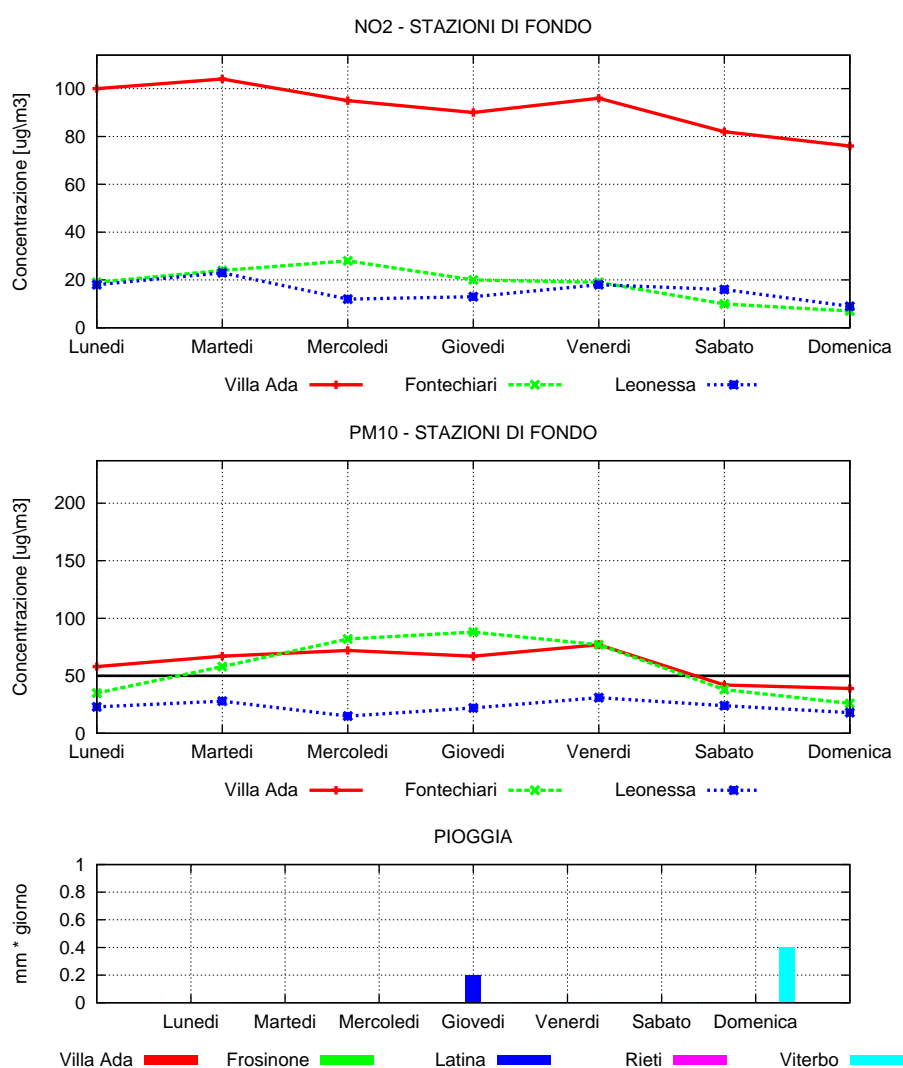 NO2 - STAZIONI DI FONDO
Concentrazione [ug\m3]
100
80
60
40
20
0
Lunedi Martedi Mercoledi Giovedi Venerdi Sabato Domenica
Villa Ada Fontechiari Leonessa
PM10 - STAZIONI DI FONDO
Concentrazione [ug\m3]
200
150
100
50
0
Lunedi Martedi Mercoledi Giovedi Venerdi Sabato Domenica
Villa Ada Fontechiari Leonessa
PIOGGIA
mm * giorno
1
0.8
0.6
0.4
0.2
0
Lunedi Martedi Mercoledi Giovedi Venerdi Sabato Domenica
Villa Ada Frosinone Latina Rieti Viterbo